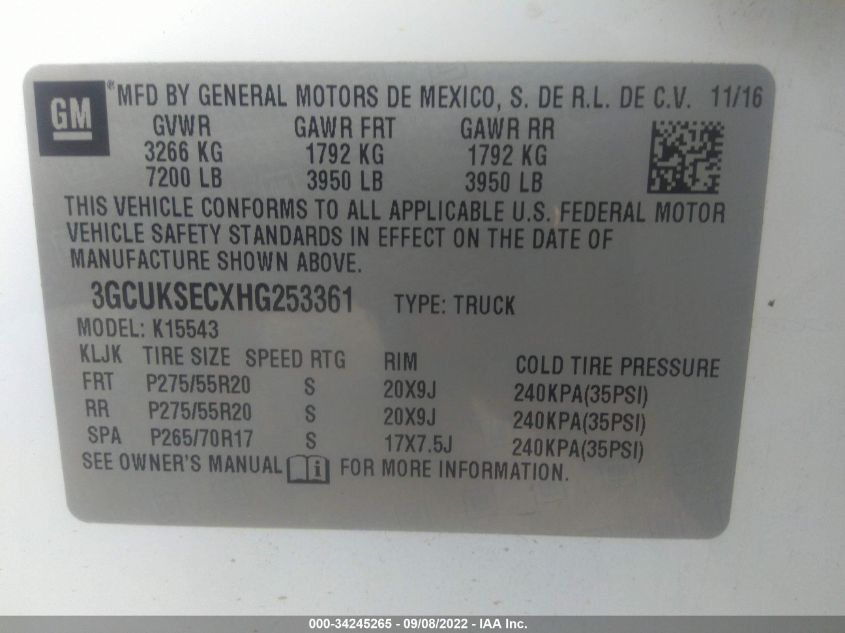 GM ® MFD BY GENERAL MOTORS DE MEXICO, S. DE R.L. DE C.V. 11/16
GVWR GAWR FRT GAWR RR
3266 KG 1792 KG 1792 KG
7200 LB 3950 LB 3950 LB
THIS VEHICLE CONFORMS TO ALL APPLICABLE U.S. FEDERAL MOTOR
VEHICLE SAFETY STANDARDS IN EFFECT ON THE DATE OF
MANUFACTURE SHOWN ABOVE.
3GCUKSECXHG253361 TYPE: TRUCK
MODEL: K15543
KLJK TIRE SIZE SPEED RTG RIM COLD TIRE PRESSURE
FRT P275/55R20 S 20X9J 240KPA(35PSI)
RR P275/55R20 S 20X9J 240KPA(35PSI)
SPA P265/70R17 S 17X7.5J 240KPA(35PSI)
SEE OWNER'S MANUAL i FOR MORE INFORMATION.
000-34245265 - 09/08/2022 - IAA Inc.